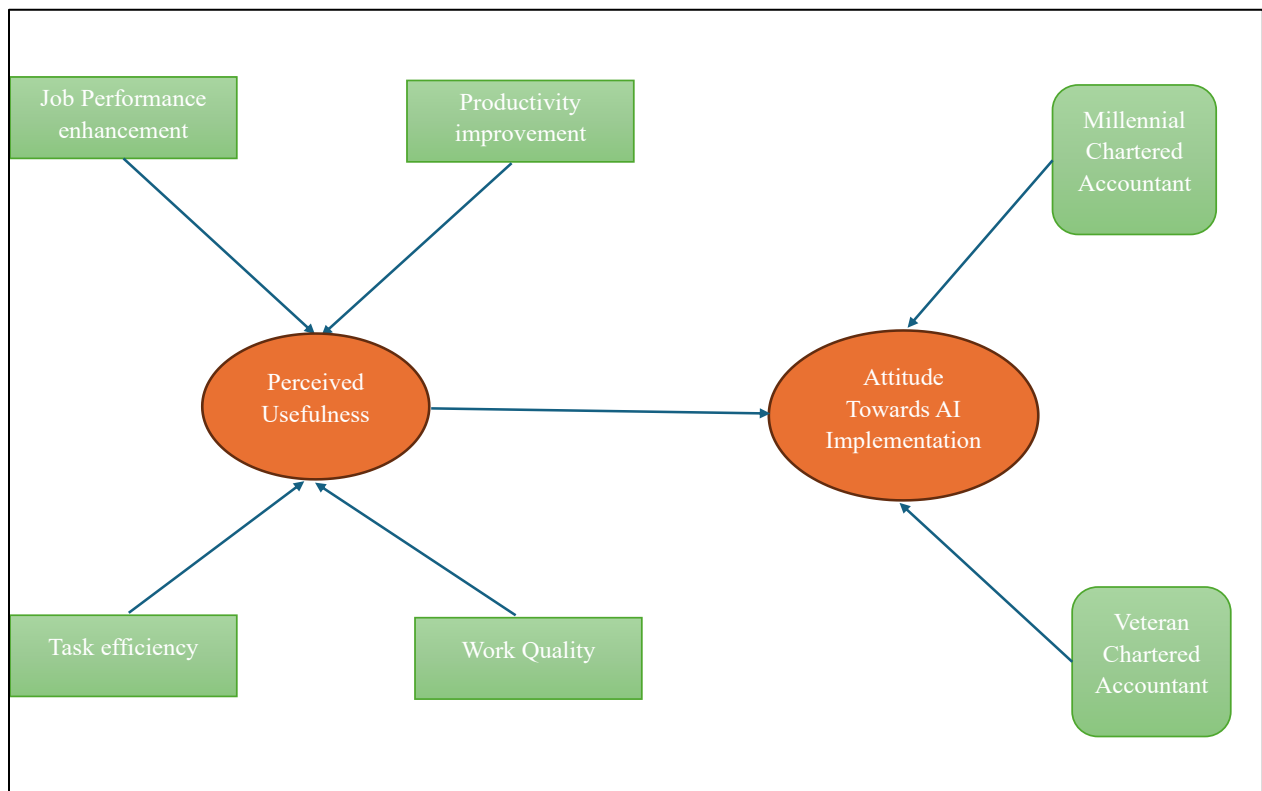 Job Performance
enhancement
Productivity
improvement
Millennial
Chartered
Accountant
Perceived
Usefulness
Attitude
Towards AI
Implementation
Task efficiency
Work Quality
Veteran
Chartered
Accountant